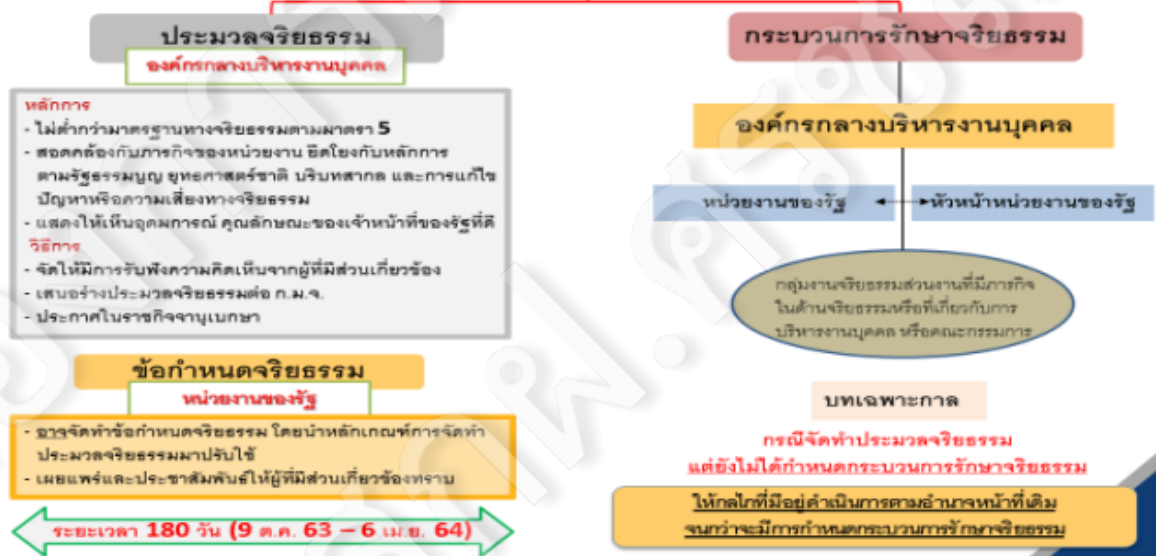 ประมวลจริยธรรม
องค์กรกลางบริหารงานบุคคล
หลักการ
- ไม่ต่ำกว่ามาตรฐานทางจริยธรรมตามมาตรา 5
- สอดคล้องกับภารกิจของหน่วยงาน ยึดโยงกับหลักการ
ตามรัฐธรรมนูญ ยุทธศาสตร์ชาติ บริบทสากล และการแก้ไข
ปัญหาหรือความเสี่ยงทางจริยธรรม
- แสดงให้เห็นอุดมการณ์ คุณลักษณะของเจ้าหน้าที่ของรัฐที่ดี
วิธีการ
- จัดให้มีการรับฟังความคิดเห็นจากผู้ที่มีส่วนเกี่ยวข้อง
- เสนอร่างประมวลจริยธรรมต่อ ก.ม.จ.
- ประกาศในราชกิจจานุเบกษา
ข้อกำหนดจริยธรรม
หน่วยงานของรัฐ
- อาจจัดทำข้อกำหนดจริยธรรม โดยนำหลักเกณฑ์การจัดทำ
ประมวลจริยธรรมมาปรับใช้
- เผยแพร่และประชาสัมพันธ์ให้ผู้ที่มีส่วนเกี่ยวข้องทราบ
ระยะเวลา 180 วัน (9 ต.ค. 63 – 6 เม.ย. 64)
กระบวนการรักษาจริยธรรม
องค์กรกลางบริหารงานบุคคล
หน่วยงานของรัฐ
หัวหน้าหน่วยงานของรัฐ
กลุ่มงานจริยธรรมส่วนงานที่มีภารกิจ
ในด้านจริยธรรมหรือที่เกี่ยวกับการ
บริหารงานบุคคล หรือคณะกรรมการ
บทเฉพาะกาล
กรณีจัดทำประมวลจริยธรรม
แต่ยังไม่ได้กำหนดกระบวนการรักษาจริยธรรม
ให้กลไกที่มีอยู่ดำเนินการตามอำนาจหน้าที่เดิม
จนกว่าจะมีการกำหนดกระบวนการรักษาจริยธรรม